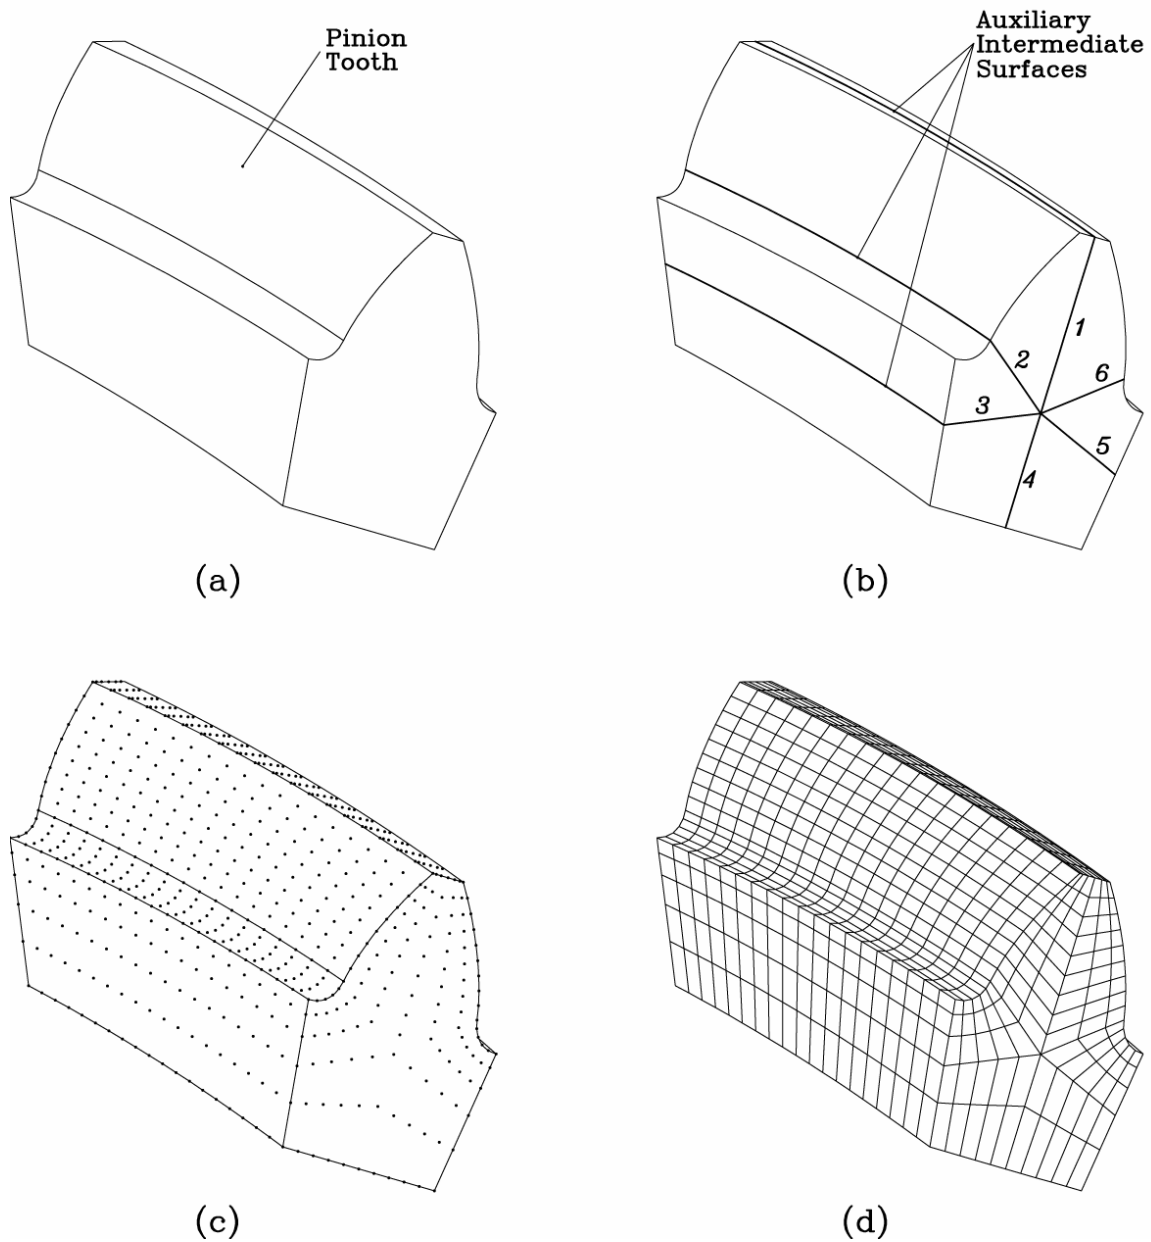 Pinion
Tooth
Auxiliary
Intermediate
Surfaces
1
2
6
3
5
4
(a)
(b)
(c)
(d)